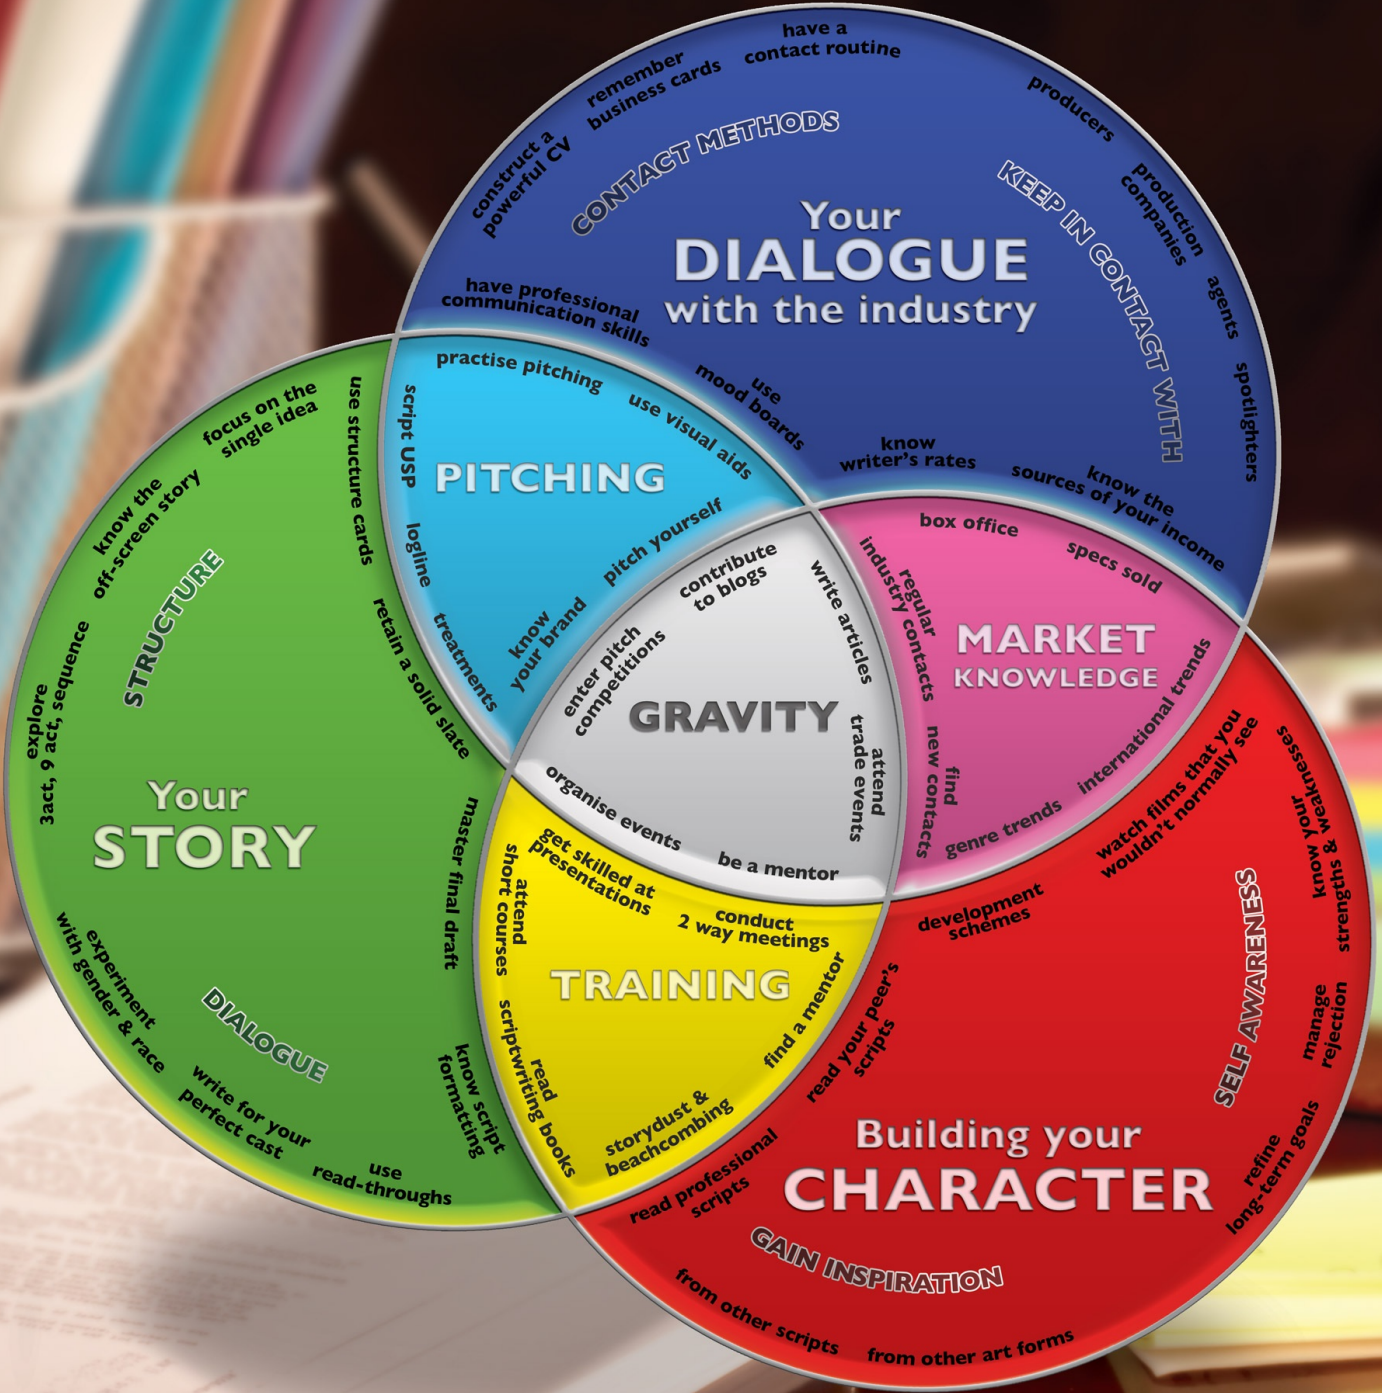 have a
contact routine
remember
business cards
construct a
powerful CV
CONTACT METHODS
producers
production
companies
agents
spotlighters
KEEP IN CONTACT WITH
Your
DIALOGUE
with the industry
have professional
communication skills
use
mood boards
know
writer's rates
know the
sources of your income
practise pitching
use visual aids
script USP
logline
treatments
PITCHING
pitch yourself
know
your brand
box office
specs sold
regular
industry contacts
find
new contacts
MARKET
KNOWLEDGE
international trends
genre trends
contribute
to blogs
enter pitch
competitions
write articles
attend
trade events
GRAVITY
organise events
be a mentor
focus on the
single idea
know the
off-screen story
explore
3act, 9 act, sequence
STRUCTURE
use structure cards
retain a solid slate
master final draft
know script
formatting
Your
STORY
experiment
with gender & race
DIALOGUE
write for your
perfect cast
use
read-throughs
get skilled at
presentations
conduct
2 way meetings
attend
short courses
read
scriptwriting books
TRAINING
find a mentor
storydust &
beachcombing
watch films that you
wouldn't normally see
development
schemes
read your peer's
scripts
read professional
scripts
know your
strengths & weaknesses
manage
rejection
refine
long-term goals
SELF AWARENESS
Building your
CHARACTER
GAIN INSPIRATION
from other scripts
from other art forms